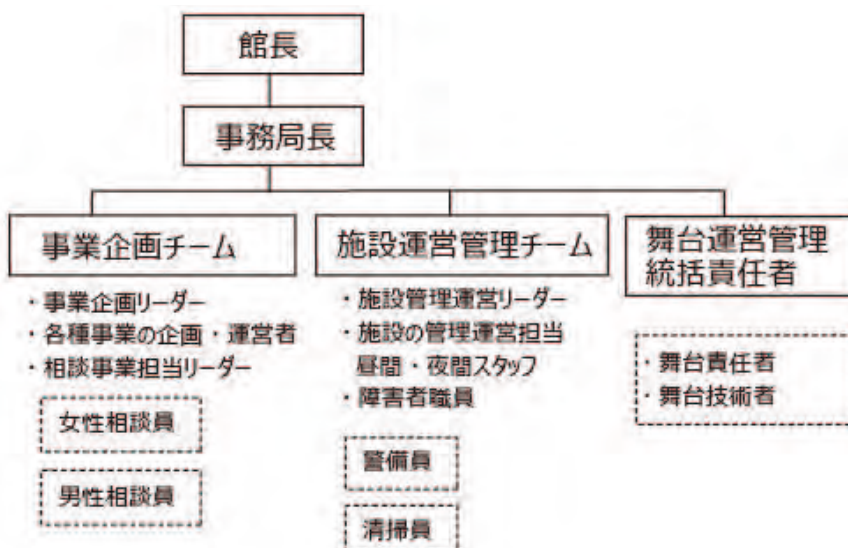 館長
事務局長
事業企画チーム
・事業企画リーダー
・各種事業の企画・運営者
・相談事業担当リーダー
女性相談員
男性相談員
施設運営管理チーム
・施設管理運営リーダー
・施設の管理運営担当
昼間・夜間スタッフ
・障害者職員
警備員
清掃員
舞台運営管理
統括責任者
・舞台責任者
・舞台技術者